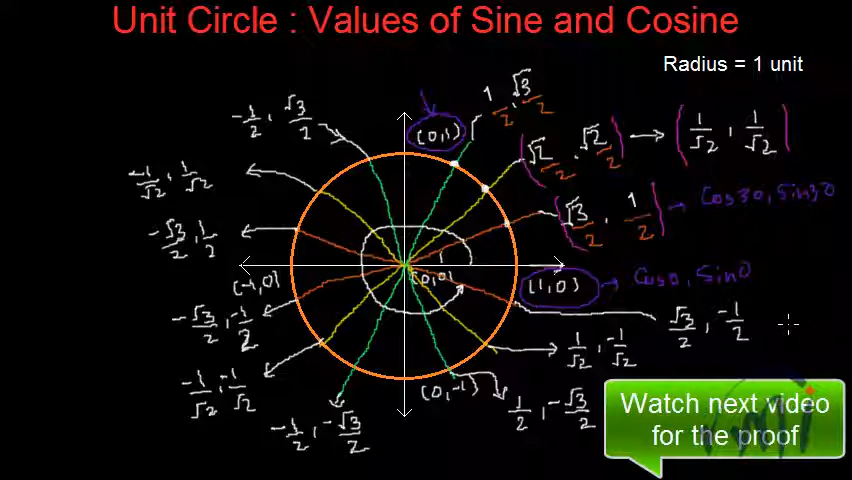 Unit Circle : Values of Sine and Cosine
Radius = 1 unit
1/2, √3/2
-1/2, √3/2
(0,1)
(√2/2, √2/2) → (1/√2, 1/√2)
-1/√2, 1/√2
(√3/2, 1/2) → Cos30, Sin30
-√3/2, 1/2
(-1,0)
(0,0)
(1,0) → Cos0, Sin0
-√3/2, -1/2
√3/2, -1/2
1/√2, -1/√2
-1/√2, -1/√2
(0,-1)
1/2, -√3/2
-1/2, -√3/2
Watch next video
for the proof